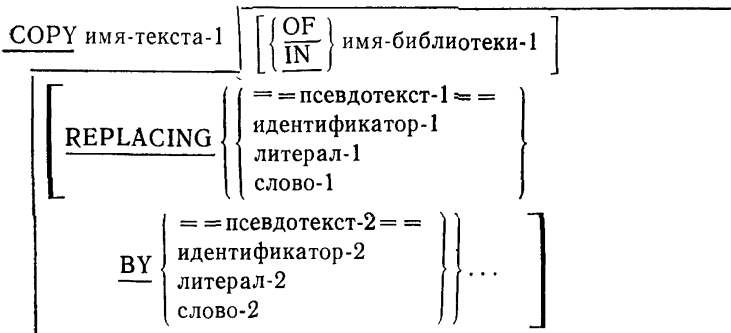 COPY имя-текста-1 [ { OF
IN } имя-библиотеки-1 ]
[ REPLACING { { ==псевдотекст-1==
идентификатор-1
литерал-1
слово-1 }
BY { ==псевдотекст-2==
идентификатор-2
литерал-2
слово-2 } } ... ]